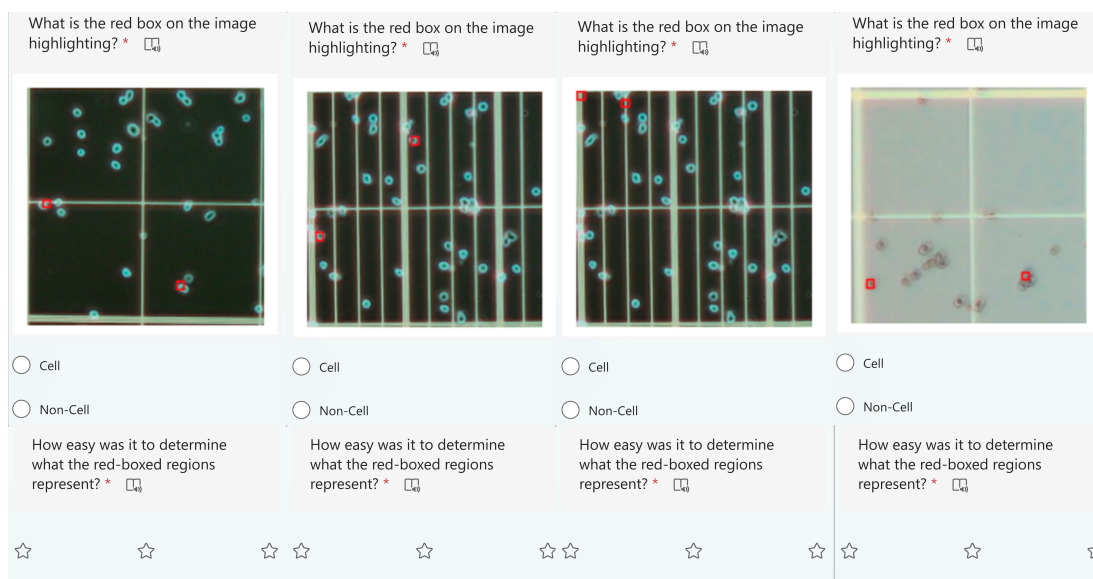 What is the red box on the image
highlighting? *
Cell
Non-Cell
How easy was it to determine
what the red-boxed regions
represent? *
What is the red box on the image
highlighting? *
Cell
Non-Cell
How easy was it to determine
what the red-boxed regions
represent? *
What is the red box on the image
highlighting? *
Cell
Non-Cell
How easy was it to determine
what the red-boxed regions
represent? *
What is the red box on the image
highlighting? *
Cell
Non-Cell
How easy was it to determine
what the red-boxed regions
represent? *